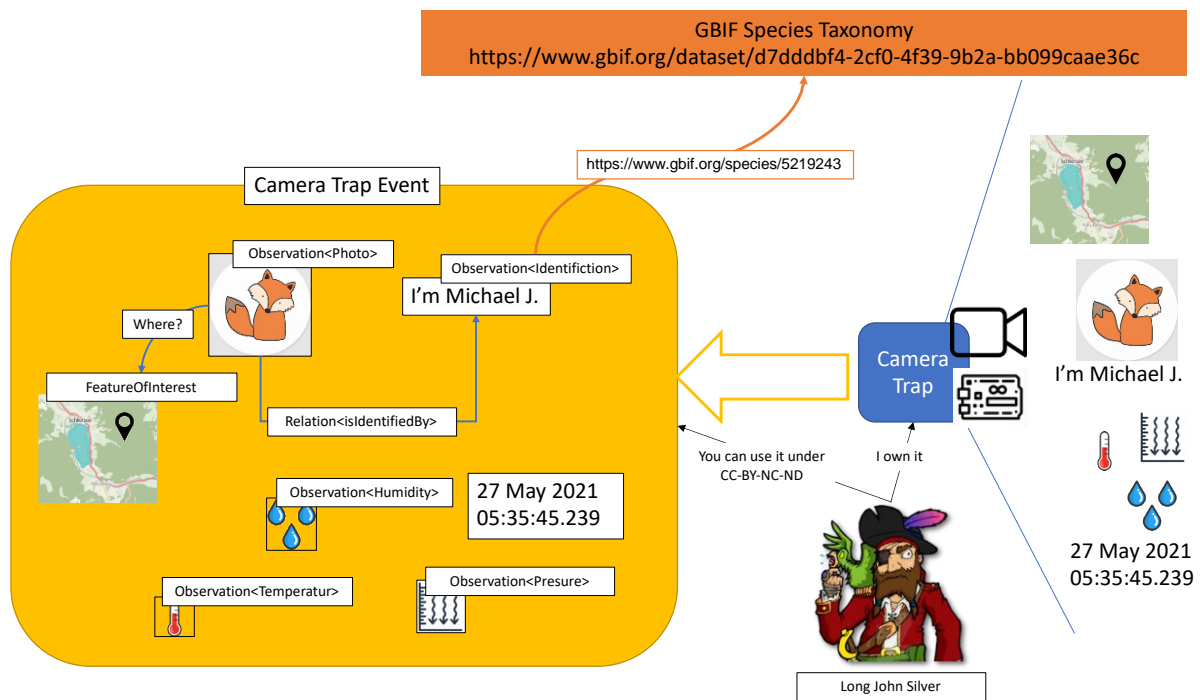 GBIF Species Taxonomy
https://www.gbif.org/dataset/d7dddbf4-2cf0-4f39-9b2a-bb099caae36c
https://www.gbif.org/species/5219243
Camera Trap Event
Observation<Photo>
Observation<Identifiction>
I'm Michael J.
Where?
FeatureOfInterest
Schliersee
Relation<isIdentifiedBy>
Observation<Humidity>
27 May 2021
05:35:45.239
Observation<Temperatur>
Observation<Presure>
Camera
Trap
You can use it under
CC-BY-NC-ND
I own it
Long John Silver
Schliersee
I'm Michael J.
27 May 2021
05:35:45.239